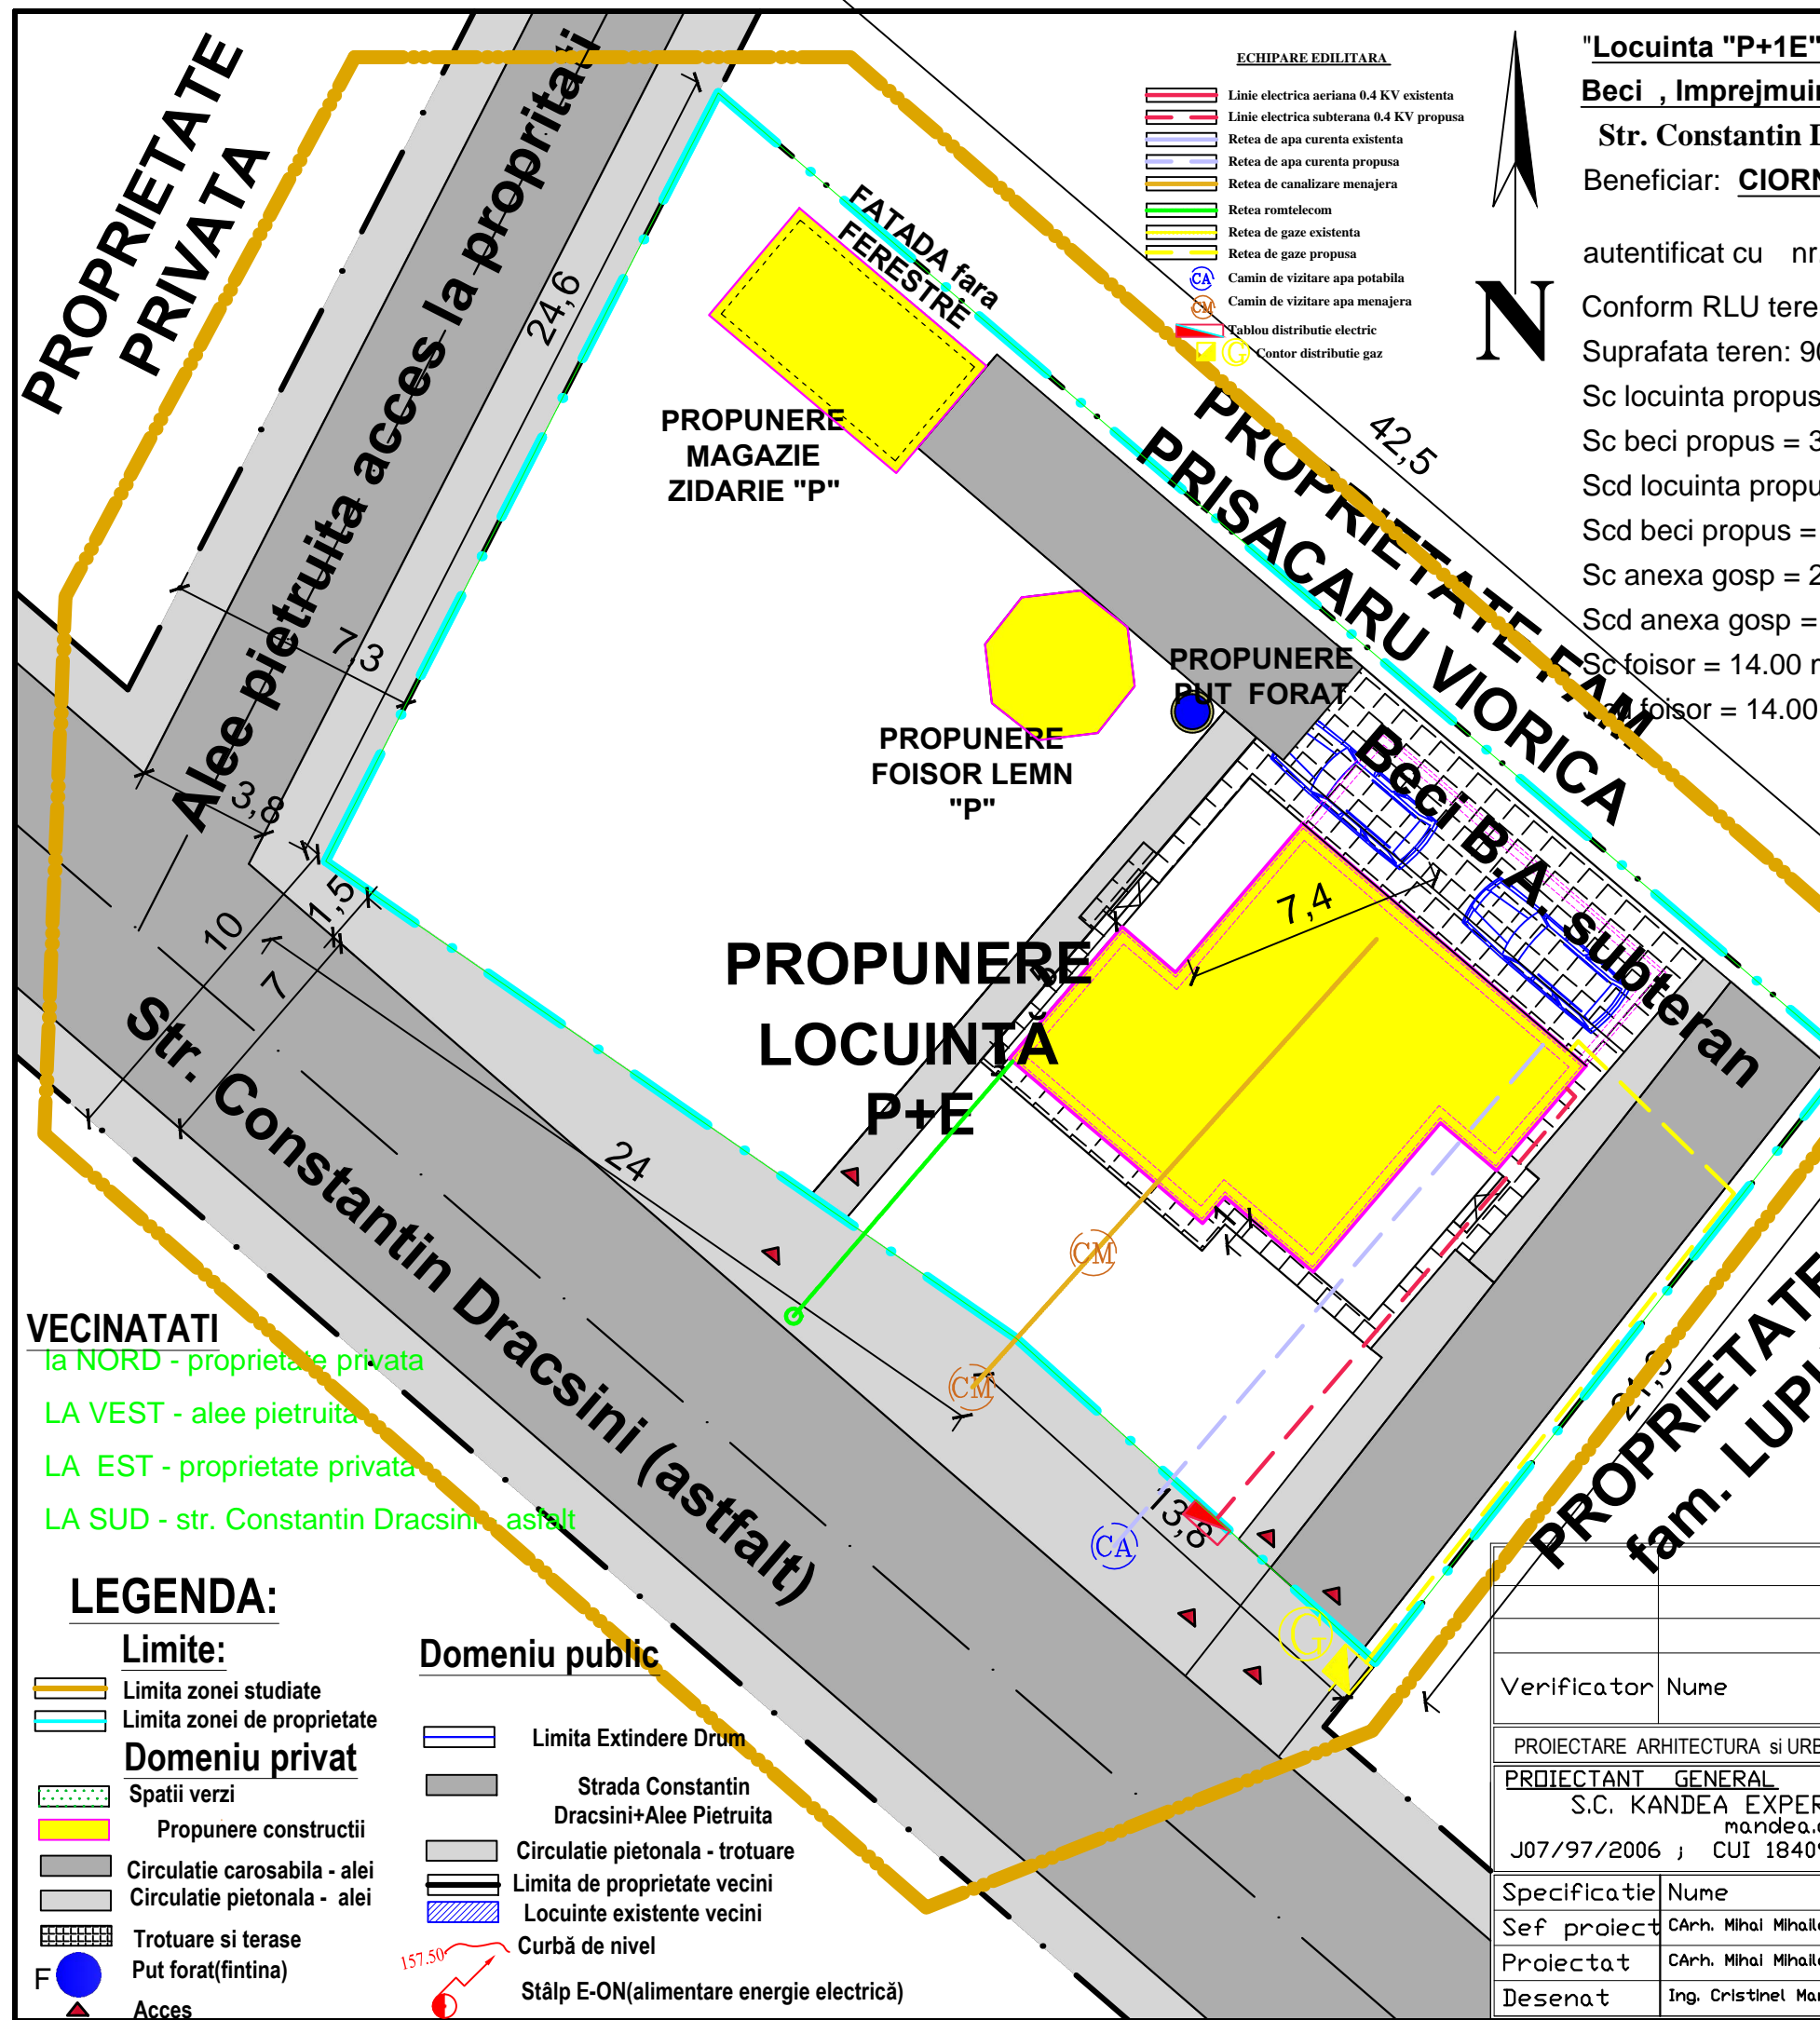 PROPRIETATE
PRIVATA
Alee pietruita acces la propritati
24,6
7,3
3,8
10
1,5
7
24
FATADA fara
FERESTRE
PROPUNERE
MAGAZIE
ZIDARIE "P"
ECHIPARE EDILITARA
Linie electrica aeriana 0.4 KV existenta
Linie electrica subterana 0.4 KV propusa
Retea de apa curenta existenta
Retea de apa curenta propusa
Retea de canalizare menajera
Retea romtelecom
Retea de gaze existenta
Retea de gaze propusa
CA Camin de vizitare apa potabila
CM Camin de vizitare apa menajera
Tablou distributie electric
G Contor distributie gaz
N
"Locuinta "P+1E"
Beci , Imprejmuir
Str. Constantin
Beneficiar:
autentificat cu nr.
Conform RLU tere
Suprafata teren: 90
Sc locuinta propus
Sc beci propus = 3
Scd locuinta propu
Scd beci propus =
Sc anexa gosp = 2
Scd anexa gosp =
Sc foisor = 14.00
Scd foisor = 14.00
42,5
PROPRIETATE FAM
PRISACARU VIORICA
PROPUNERE
PUT FORAT
PROPUNERE
FOISOR LEMN
"P"
Beci B.A. subteran
7,4
PROPUNERE
LOCUINTĂ
P+E
Str. Constantin Dracsini (astfalt)
CM
CM
CA
13,8
G
PROPRIETATE
fam. LUPU
VECINATATI
la NORD - proprietate privata
LA VEST - alee pietruita
LA EST - proprietate privata
LA SUD - str. Constantin Dracsini - asfalt
LEGENDA:
Limite:
Limita zonei studiate
Limita zonei de proprietate
Domeniu privat
Spatii verzi
Propunere constructii
Circulatie carosabila - alei
Circulatie pietonala - alei
Trotuare si terase
F Put forat(fintina)
Acces
Domeniu public
Limita Extindere Drum
Strada Constantin
Dracsini+Alee Pietruita
Circulatie pietonala - trotuare
Limita de proprietate vecini
Locuinte existente vecini
157.50 Curbă de nivel
Stâlp E-ON(alimentare energie electrică)
Verificator Nume
PROIECTARE ARHITECTURA si URB
PROIECTANT GENERAL
S.C. KANDEA EXPER
mandea.
J07/97/2006 ; CUI 1840
Specificatie Nume
Sef proiect CArh. Mihai Mihail
Proiectat CArh. Mihai Mihail
Desenat Ing. Cristinel Ma